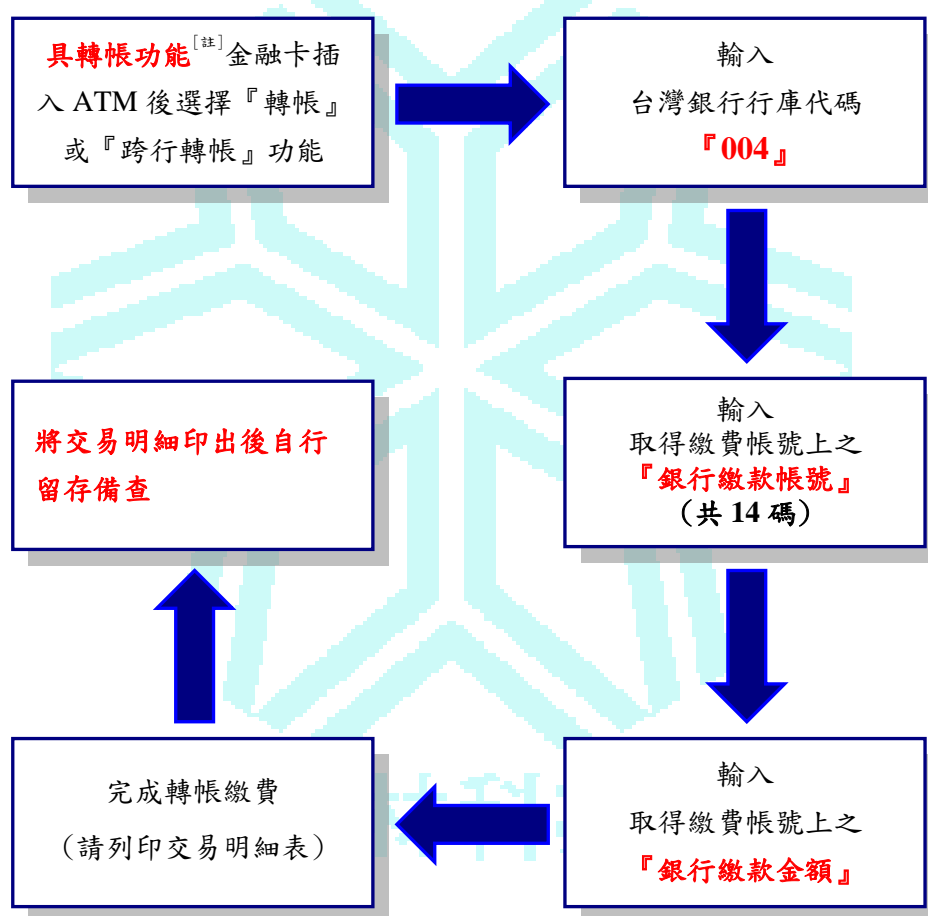 具轉帳功能[註]金融卡插
入 ATM 後選擇『轉帳』
或『跨行轉帳』功能
輸入
台灣銀行行庫代碼
『004』
輸入
取得繳費帳號上之
『銀行繳款帳號』
（共 14 碼）
輸入
取得繳費帳號上之
『銀行繳款金額』
完成轉帳繳費
（請列印交易明細表）
將交易明細印出後自行
留存備查